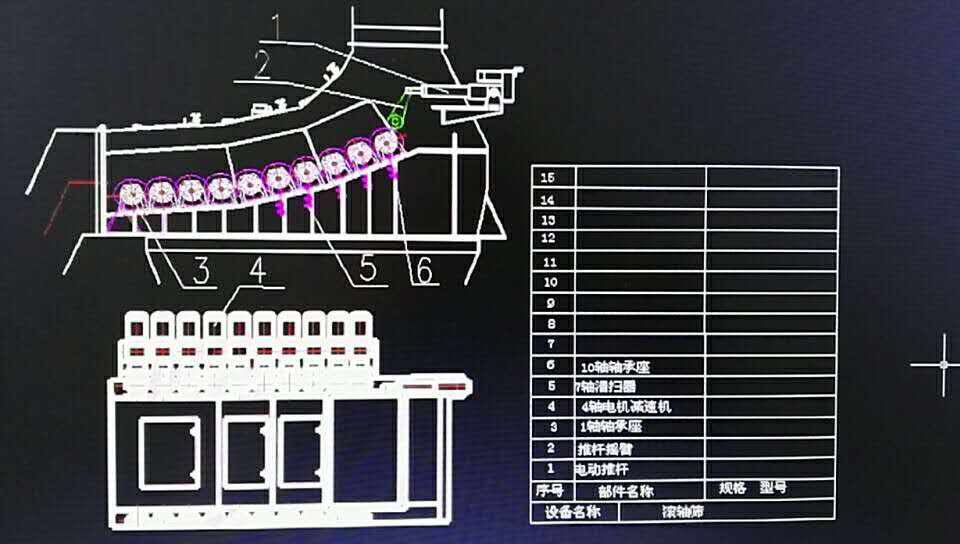 1
2
3 4 5 6
15
14
13
12
11
10
9
8
7
6 10轴轴承座
5 7轴清扫器
4 4轴电机减速机
3 1轴轴承座
2 推杆摇臂
1 电动推杆
序号 部件名称 规格 型号
设备名称 滚轴筛